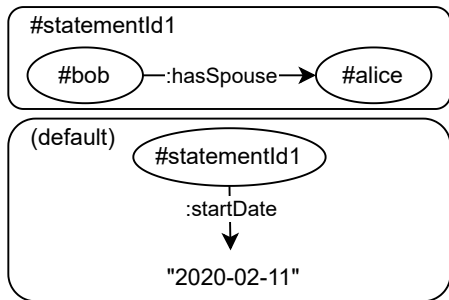 #statementId1
#bob :hasSpouse #alice
(default)
#statementId1
:startDate
"2020-02-11"